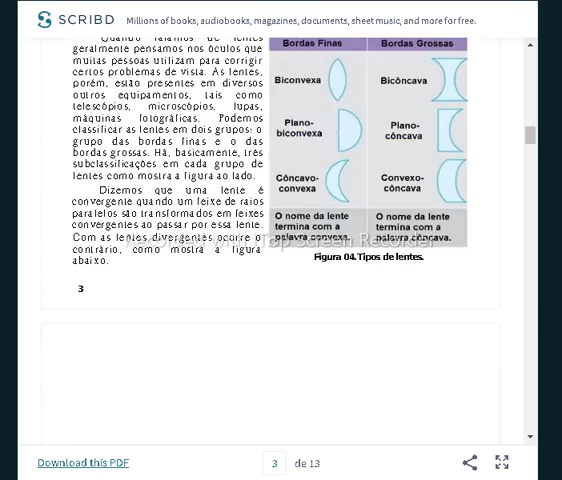 SCRIBD
Millions of books, audiobooks, magazines, documents, sheet music, and more for free.
Quando falamos de lentes
geralmente pensamos nos óculos que
muitas pessoas utilizam para corrigir
certos problemas de vista. As lentes,
porém, estão presentes em diversos
outros equipamentos, tais como
telescópios, microscópios, lupas,
máquinas fotográficas. Podemos
classificar as lentes em dois grupos: o
grupo das bordas finas e o das
bordas grossas. Há, basicamente, três
subclassificações em cada grupo de
lentes como mostra a figura ao lado.
Dizemos que uma lente é
convergente quando um feixe de raios
paralelos são transformados em feixes
convergentes ao passar por essa lente.
Com as lentes divergentes ocorre o
contrário, como mostra a figura
abaixo.
Bordas Finas
Bordas Grossas
Biconvexa
Bicôncava
Plano-
biconvexa
Plano-
côncava
Côncavo-
convexa
Convexo-
côncava
O nome da lente
termina com a
palavra convexa.
O nome da lente
termina com a
palavra côncava.
Screen Recorder
Figura 04.Tipos de lentes.
3
Download this PDF
3 de 13